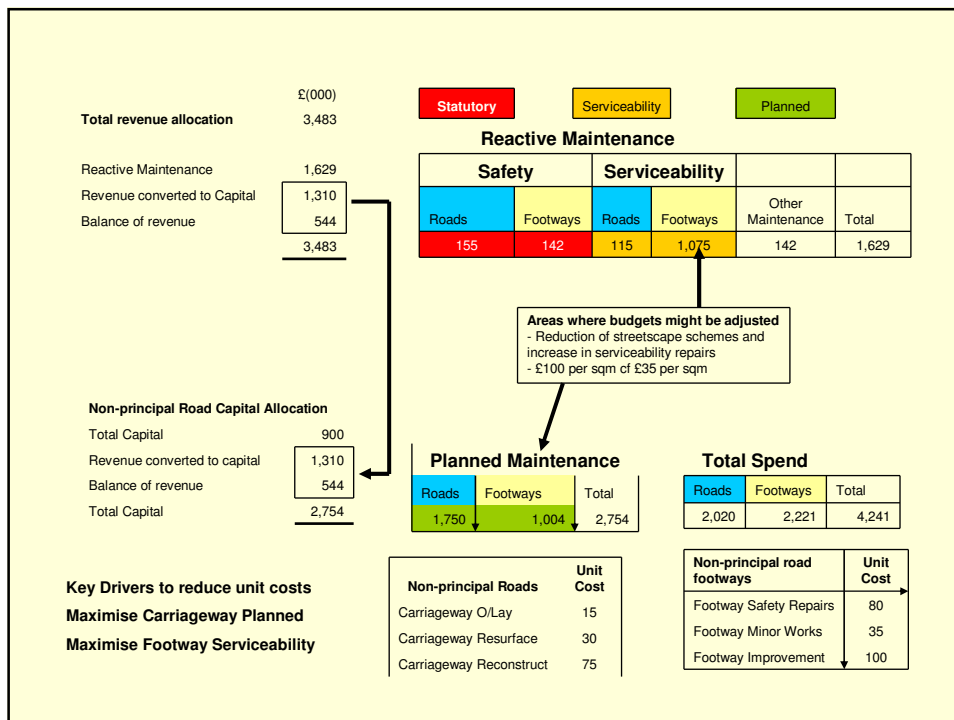 £(000)
Total revenue allocation 3,483
Reactive Maintenance 1,629
Revenue converted to Capital 1,310
Balance of revenue 544
3,483
Statutory Serviceability Planned
Reactive Maintenance
Safety Serviceability
Roads Footways Roads Footways Other Maintenance Total
155 142 115 1,075 142 1,629
Areas where budgets might be adjusted
- Reduction of streetscape schemes and
increase in serviceability repairs
- £100 per sqm cf £35 per sqm
Non-principal Road Capital Allocation
Total Capital 900
Revenue converted to capital 1,310
Balance of revenue 544
Total Capital 2,754
Planned Maintenance
Roads Footways Total
1,750 1,004 2,754
Total Spend
Roads Footways Total
2,020 2,221 4,241
Key Drivers to reduce unit costs
Maximise Carriageway Planned
Maximise Footway Serviceability
Non-principal Roads Unit Cost
Carriageway O/Lay 15
Carriageway Resurface 30
Carriageway Reconstruct 75
Non-principal road footways Unit Cost
Footway Safety Repairs 80
Footway Minor Works 35
Footway Improvement 100